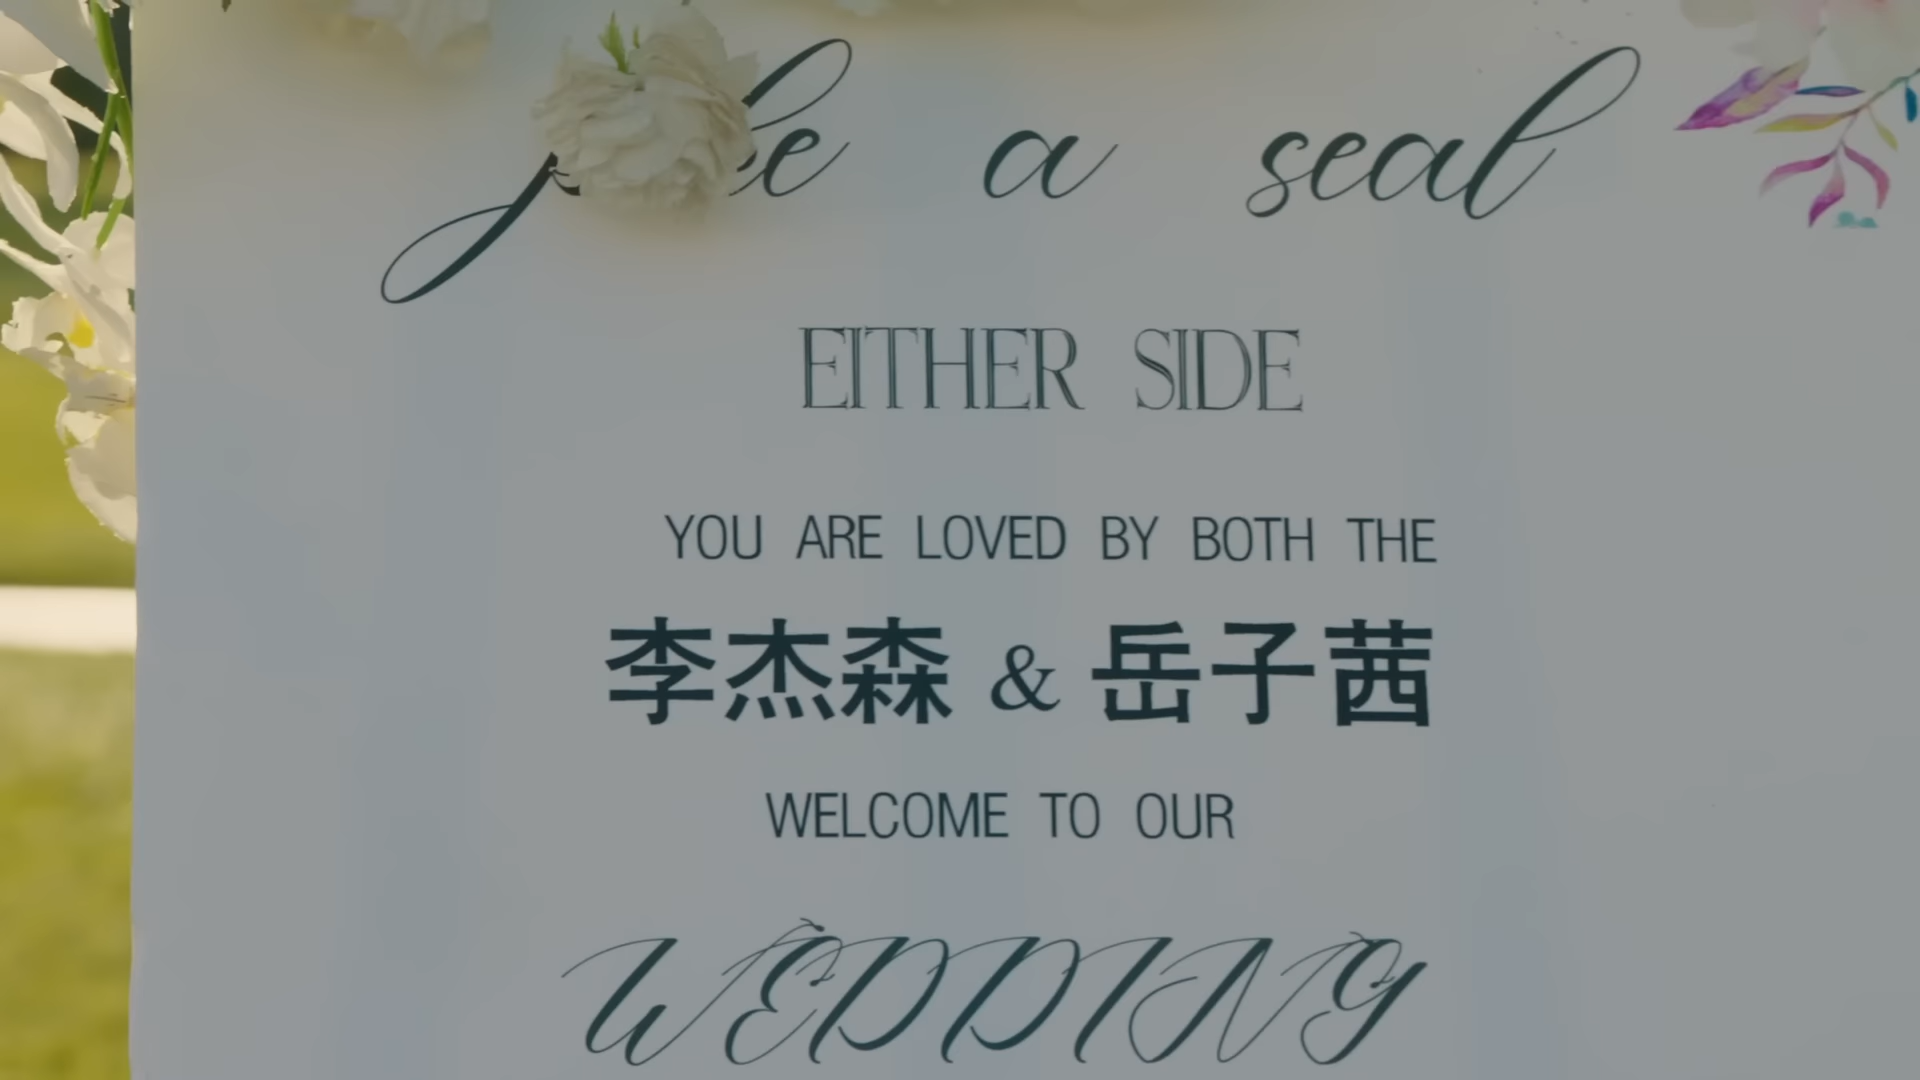 a seal
EITHER SIDE
YOU ARE LOVED BY BOTH THE
李杰森 & 岳子茜
WELCOME TO OUR
WEDDING